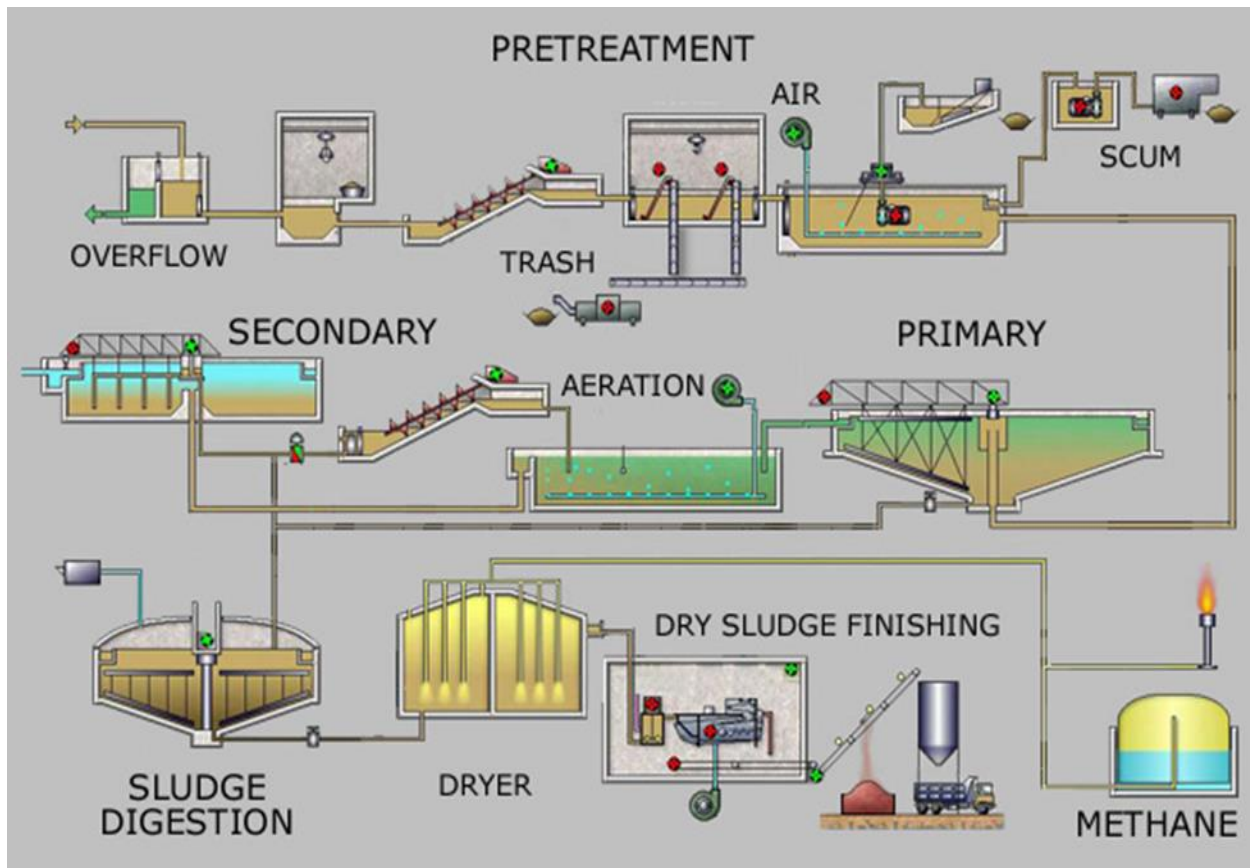 PRETREATMENT
AIR
SCUM
OVERFLOW
TRASH
SECONDARY
PRIMARY
AERATION
DRY SLUDGE FINISHING
SLUDGE
DIGESTION
DRYER
METHANE